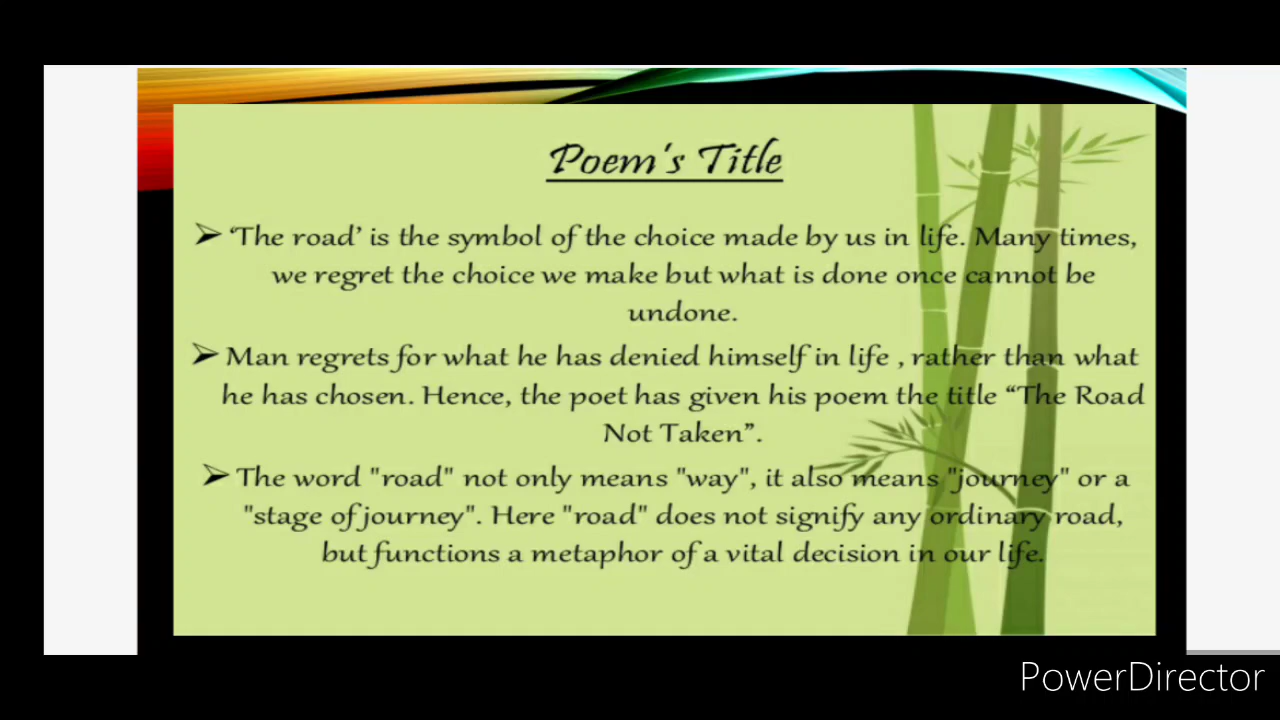 Poem's Title
➤ ‘The road’ is the symbol of the choice made by us in life. Many times,
we regret the choice we make but what is done once cannot be
undone.
➤ Man regrets for what he has denied himself in life , rather than what
he has chosen. Hence, the poet has given his poem the title “The Road
Not Taken”.
➤ The word "road" not only means "way", it also means "journey" or a
"stage of journey". Here "road" does not signify any ordinary road,
but functions a metaphor of a vital decision in our life.
PowerDirector